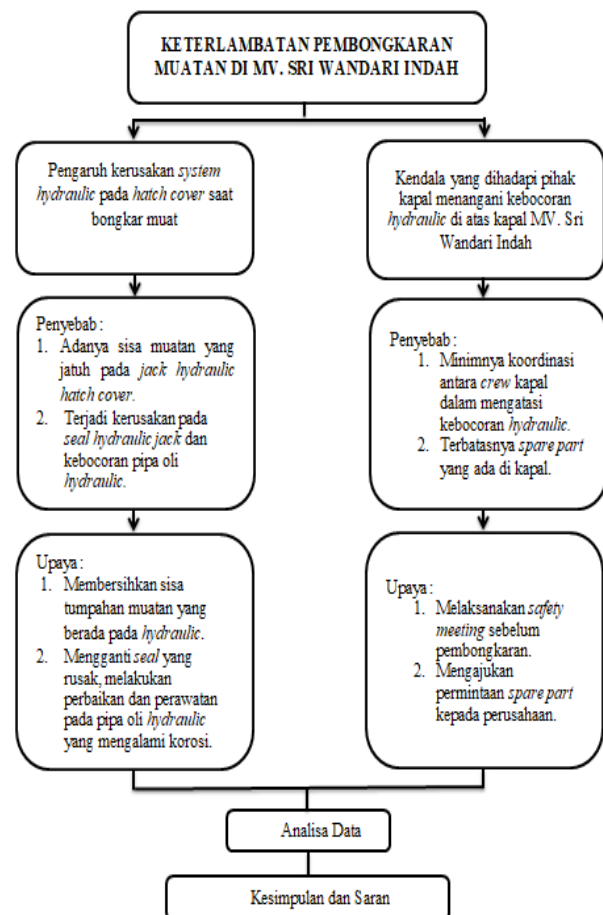 KETERLAMBATAN PEMBONGKARAN
MUATAN DI MV. SRI WANDARI INDAH
Pengaruh kerusakan system
hydraulic pada hatch cover saat
bongkar muat
Kendala yang dihadapi pihak
kapal menangani kebocoran
hydraulic di atas kapal MV. Sri
Wandari Indah
Penyebab :
1. Adanya sisa muatan yang
jatuh pada jack hydraulic
hatch cover.
2. Terjadi kerusakan pada
seal hydraulic jack dan
kebocoran pipa oli
hydraulic.
Penyebab :
1. Minimnya koordinasi
antara crew kapal
dalam mengatasi
kebocoran hydraulic.
2. Terbatasnya spare part
yang ada di kapal.
Upaya :
1. Membersihkan sisa
tumpahan muatan yang
berada pada hydraulic.
2. Mengganti seal yang
rusak, melakukan
perbaikan dan perawatan
pada pipa oli hydraulic
yang mengalami korosi.
Upaya :
1. Melaksanakan safety
meeting sebelum
pembongkaran.
2. Mengajukan
permintaan spare part
kepada perusahaan.
Analisa Data
Kesimpulan dan Saran